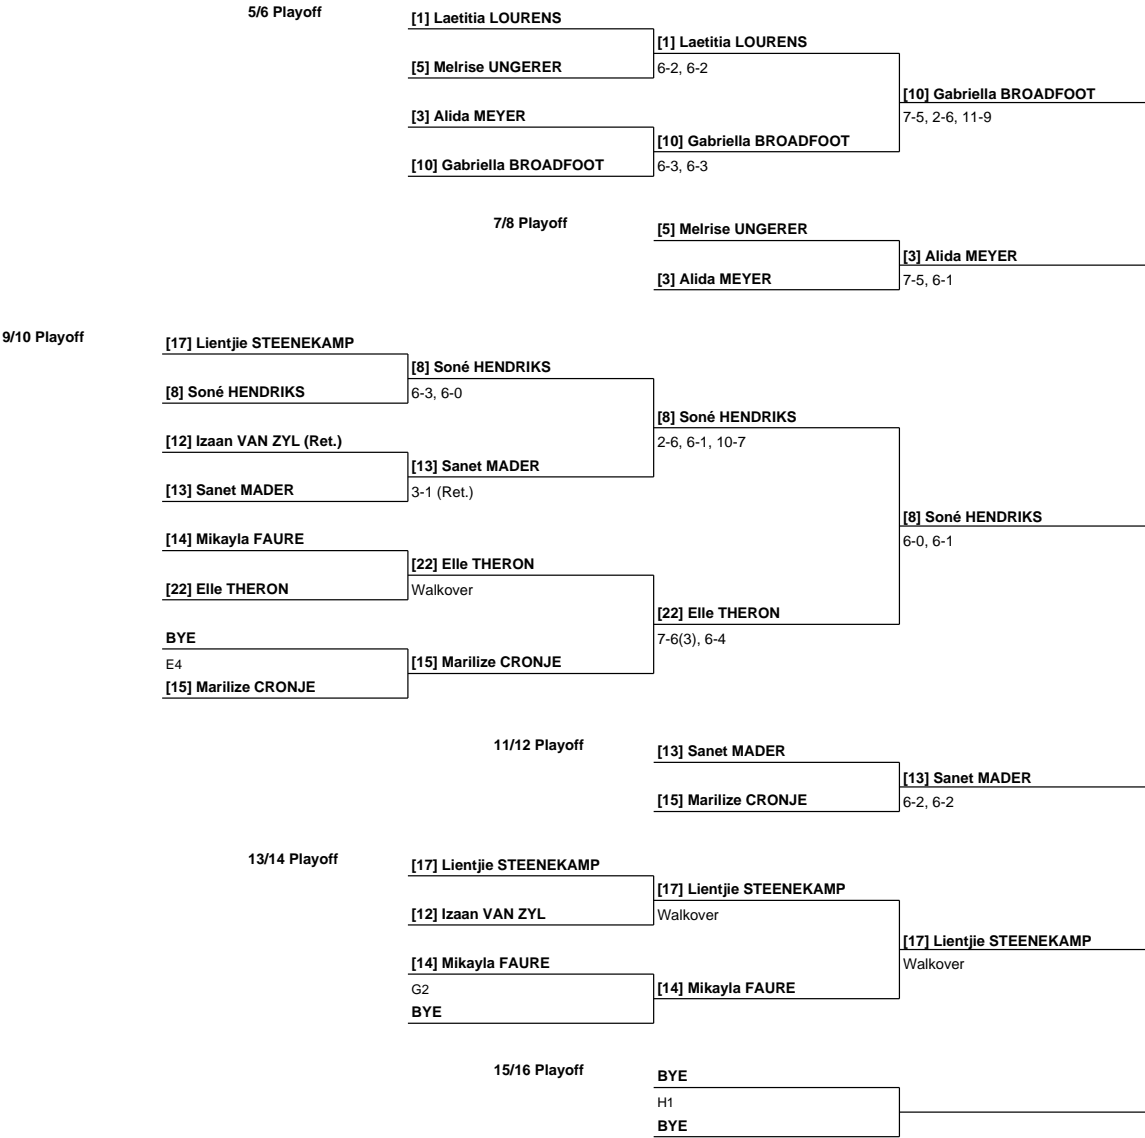 5/6 Playoff
[1] Laetitia LOURENS
[1] Laetitia LOURENS
[5] Melrise UNGERER
6-2, 6-2
[10] Gabriella BROADFOOT
[3] Alida MEYER
7-5, 2-6, 11-9
[10] Gabriella BROADFOOT
[10] Gabriella BROADFOOT
6-3, 6-3
7/8 Playoff
[5] Melrise UNGERER
[3] Alida MEYER
[3] Alida MEYER
7-5, 6-1
9/10 Playoff
[17] Lientjie STEENEKAMP
[8] Soné HENDRIKS
[8] Soné HENDRIKS
6-3, 6-0
[8] Soné HENDRIKS
[12] Izaan VAN ZYL (Ret.)
2-6, 6-1, 10-7
[13] Sanet MADER
[13] Sanet MADER
3-1 (Ret.)
[8] Soné HENDRIKS
[14] Mikayla FAURE
6-0, 6-1
[22] Elle THERON
[22] Elle THERON
Walkover
[22] Elle THERON
BYE
7-6(3), 6-4
E4
[15] Marilize CRONJE
[15] Marilize CRONJE
11/12 Playoff
[13] Sanet MADER
[13] Sanet MADER
[15] Marilize CRONJE
6-2, 6-2
13/14 Playoff
[17] Lientjie STEENEKAMP
[17] Lientjie STEENEKAMP
[12] Izaan VAN ZYL
Walkover
[17] Lientjie STEENEKAMP
[14] Mikayla FAURE
Walkover
G2
[14] Mikayla FAURE
BYE
15/16 Playoff
BYE
H1
BYE